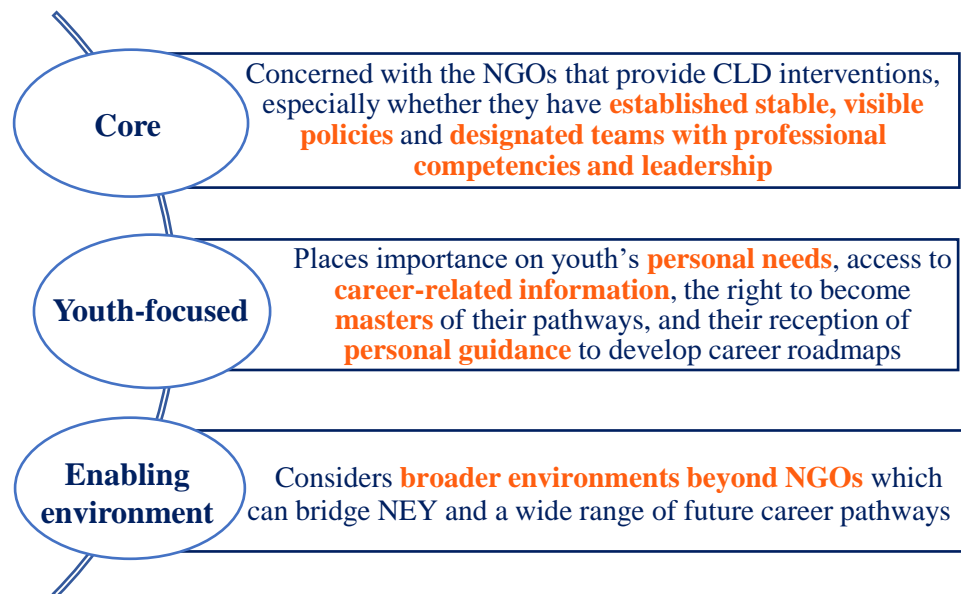 Core
Concerned with the NGOs that provide CLD interventions,
especially whether they have established stable, visible
policies and designated teams with professional
competencies and leadership
Youth-focused
Places importance on youth’s personal needs, access to
career-related information, the right to become
masters of their pathways, and their reception of
personal guidance to develop career roadmaps
Enabling
environment
Considers broader environments beyond NGOs which
can bridge NEY and a wide range of future career pathways